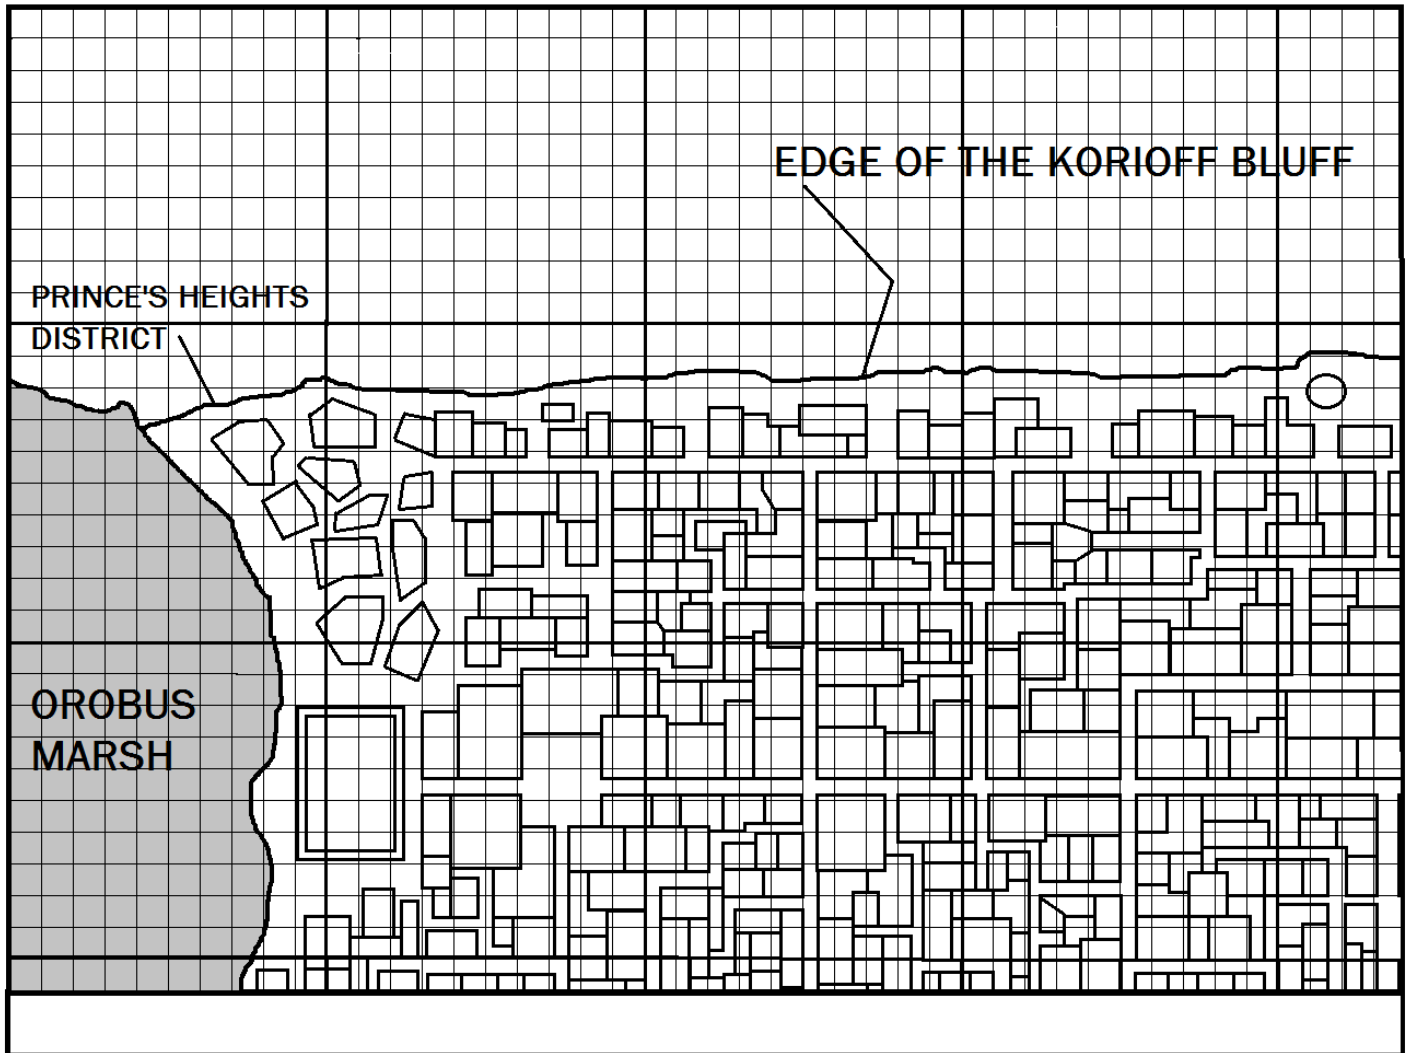 EDGE OF THE KORIOFF BLUFF
PRINCE'S HEIGHTS
DISTRICT
OROBUS
MARSH